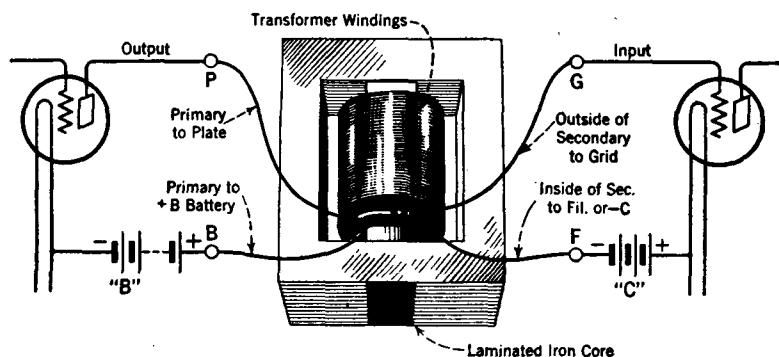 Transformer Windings
Output
P
G
Input
Primary
to Plate
Outside of
Secondary
to Grid
Primary to
+B Battery
Inside of Sec.
to Fil. or-C
- + B
"B"
F - +
"C"
Laminated Iron Core